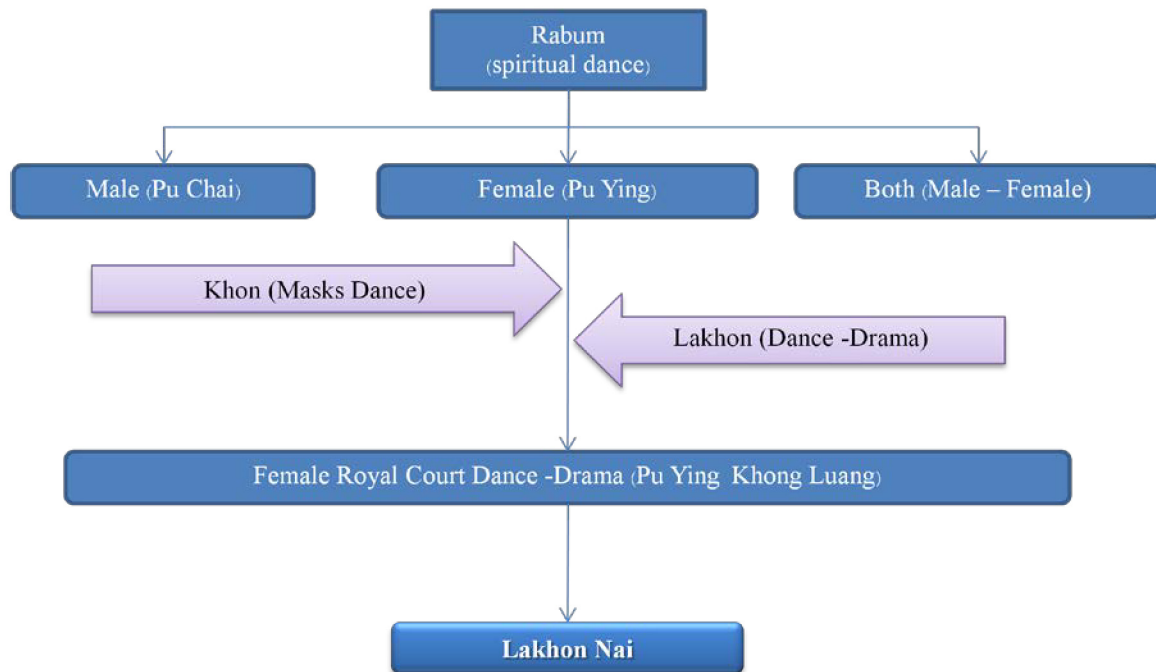 Rabum
(spiritual dance)
Male (Pu Chai)
Female (Pu Ying)
Both (Male – Female)
Khon (Masks Dance)
Lakhon (Dance -Drama)
Female Royal Court Dance -Drama (Pu Ying Khong Luang)
Lakhon Nai